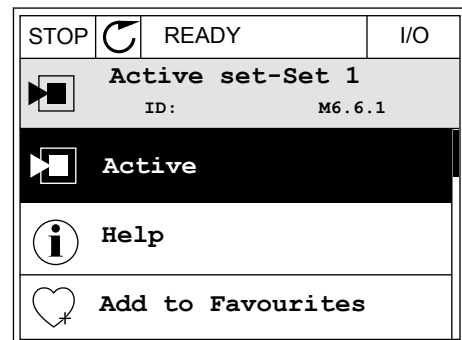 STOP READY I/O
Active set-Set 1
ID: M6.6.1
Active
Help
Add to Favourites